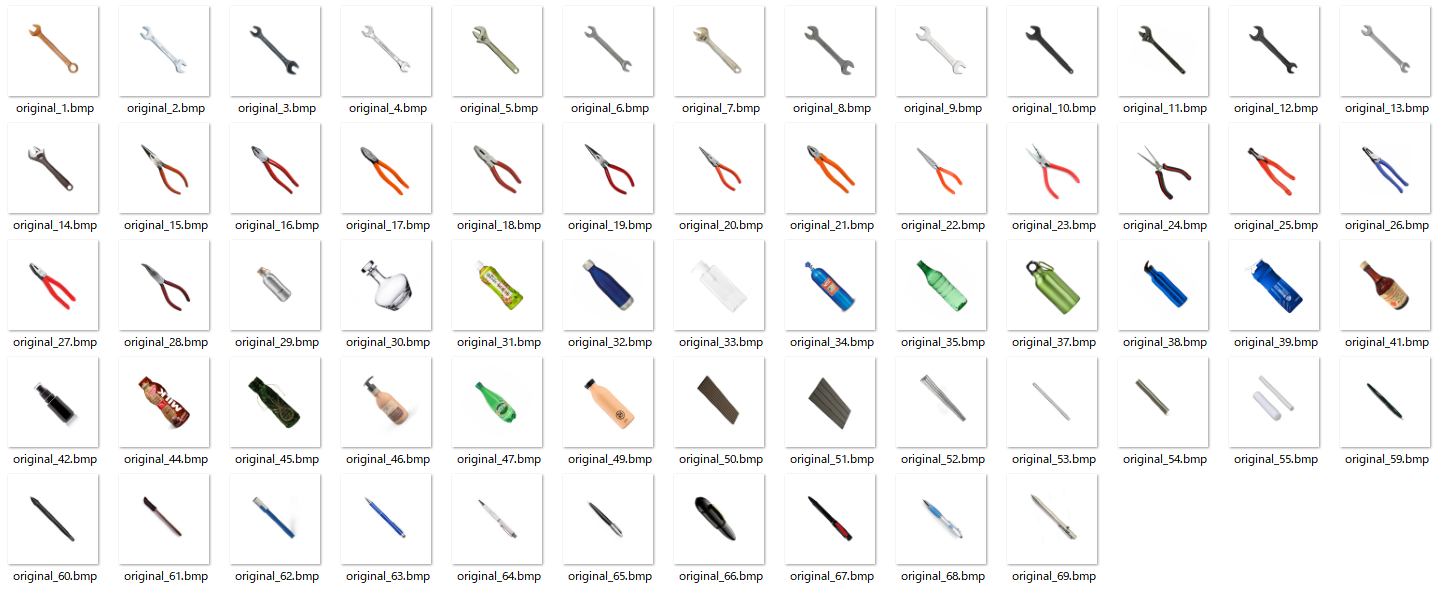 original_1.bmp original_2.bmp original_3.bmp original_4.bmp original_5.bmp original_6.bmp original_7.bmp original_8.bmp original_9.bmp original_10.bmp original_11.bmp original_12.bmp original_13.bmp
original_14.bmp original_15.bmp original_16.bmp original_17.bmp original_18.bmp original_19.bmp original_20.bmp original_21.bmp original_22.bmp original_23.bmp original_24.bmp original_25.bmp original_26.bmp
original_27.bmp original_28.bmp original_29.bmp original_30.bmp original_31.bmp original_32.bmp original_33.bmp original_34.bmp original_35.bmp original_37.bmp original_38.bmp original_39.bmp original_41.bmp
MILK
original_42.bmp original_44.bmp original_45.bmp original_46.bmp original_47.bmp original_49.bmp original_50.bmp original_51.bmp original_52.bmp original_53.bmp original_54.bmp original_55.bmp original_59.bmp
original_60.bmp original_61.bmp original_62.bmp original_63.bmp original_64.bmp original_65.bmp original_66.bmp original_67.bmp original_68.bmp original_69.bmp